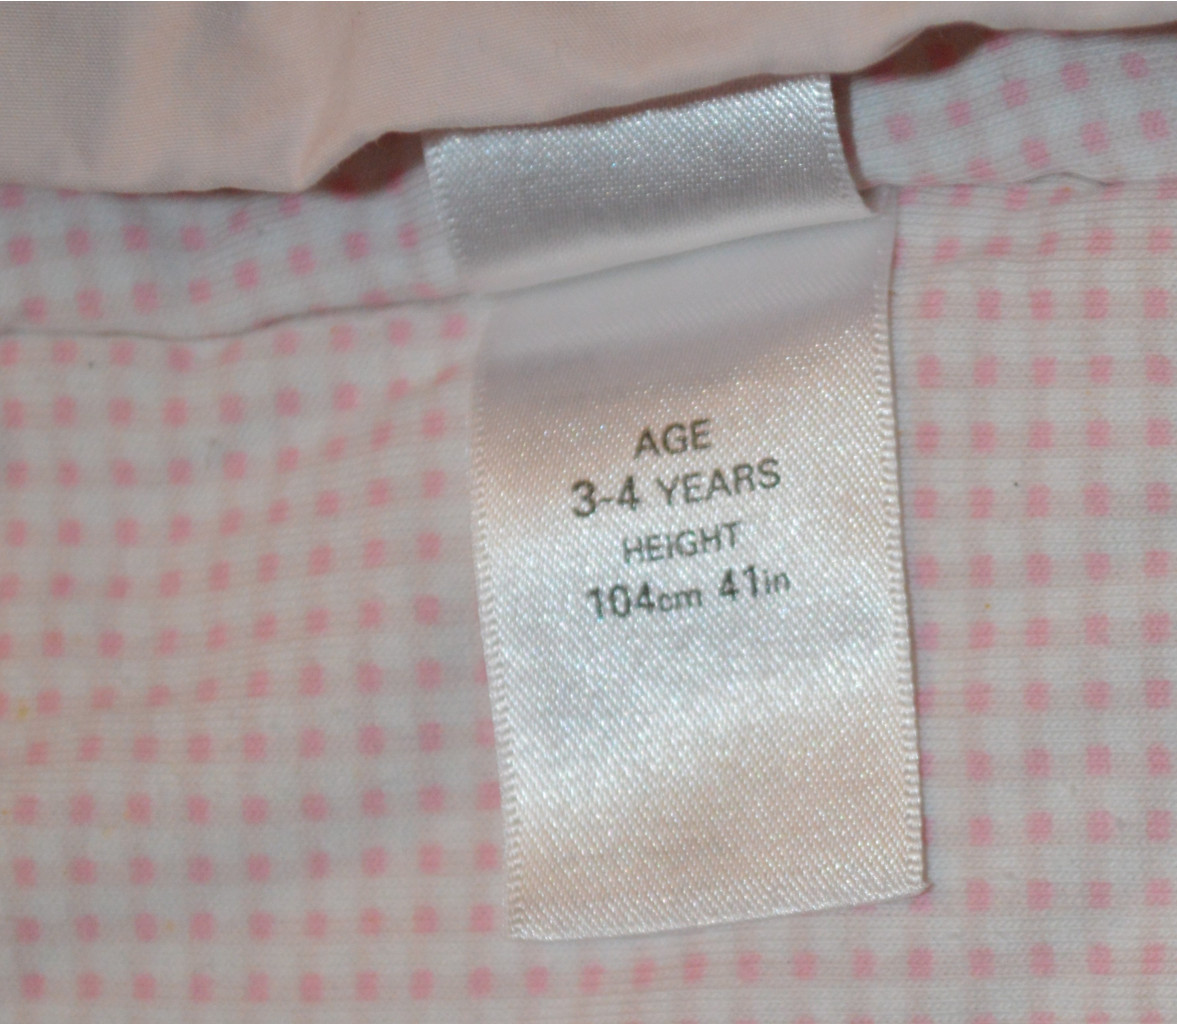 AGE
3-4 YEARS
HEIGHT
104cm 41in